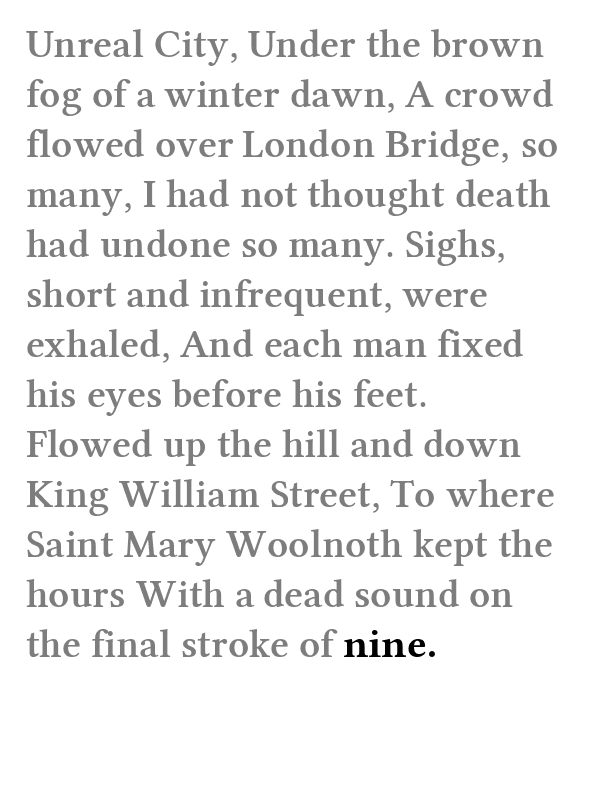 Unreal City, Under the brown
fog of a winter dawn, A crowd
flowed over London Bridge, so
many, I had not thought death
had undone so many. Sighs,
short and infrequent, were
exhaled, And each man fixed
his eyes before his feet.
Flowed up the hill and down
King William Street, To where
Saint Mary Woolnoth kept the
hours With a dead sound on
the final stroke of nine.